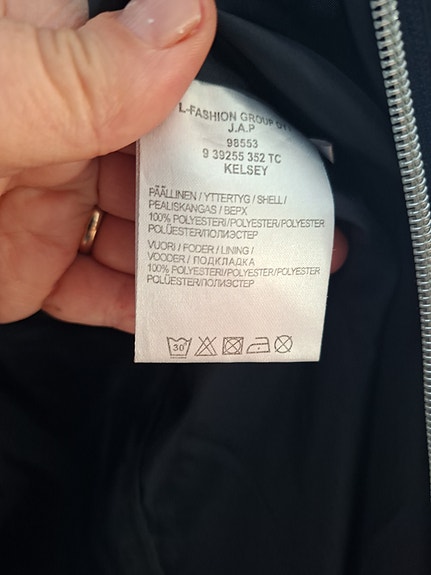 L-FASHION GROUP OY
J.A.P
98553
9 39255 352 TC
KELSEY
PÄÄLLINEN / YTTERTYG / SHELL /
PEALISKANGAS / ВЕРХ
100% POLYESTERI/POLYESTER/POLYESTER
POLÜESTER/ПОЛИЭСТЕР
VUORI / FODER / LINING /
VOODER / ПОДКЛАДКА
100% POLYESTERI/POLYESTER/POLYESTER
POLÜESTER/ПОЛИЭСТЕР
30°